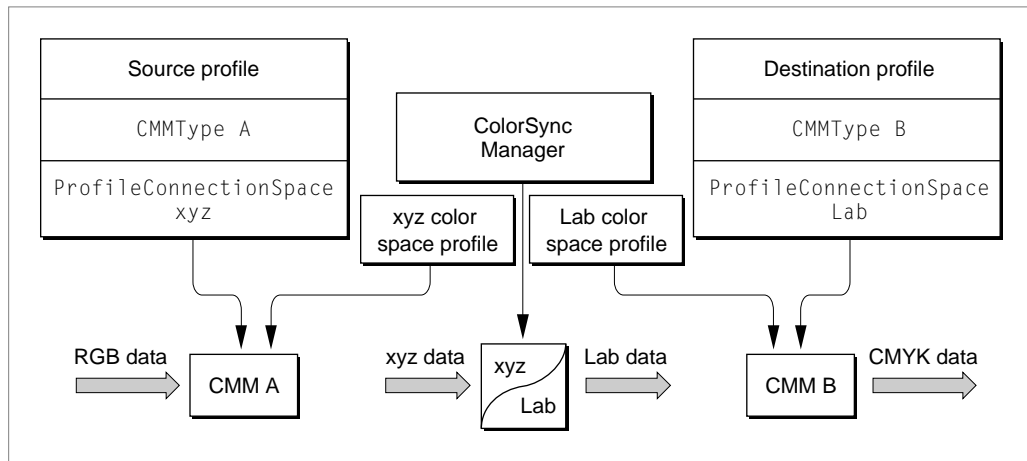 Source profile
CMMType A
ProfileConnectionSpace
xyz
ColorSync
Manager
Destination profile
CMMType B
ProfileConnectionSpace
Lab
xyz color
space profile
Lab color
space profile
RGB data
CMM A
xyz data
xyz
Lab
Lab data
CMM B
CMYK data